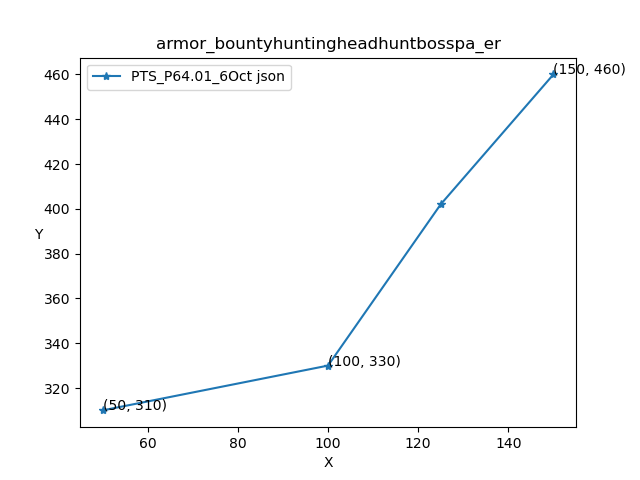 armor_bountyhuntingheadhuntbosspa_er
PTS_P64.01_6Oct json
(150, 460)
(100, 330)
(50, 310)
460
440
420
400
380
360
340
320
Y
60 80 100 120 140
X